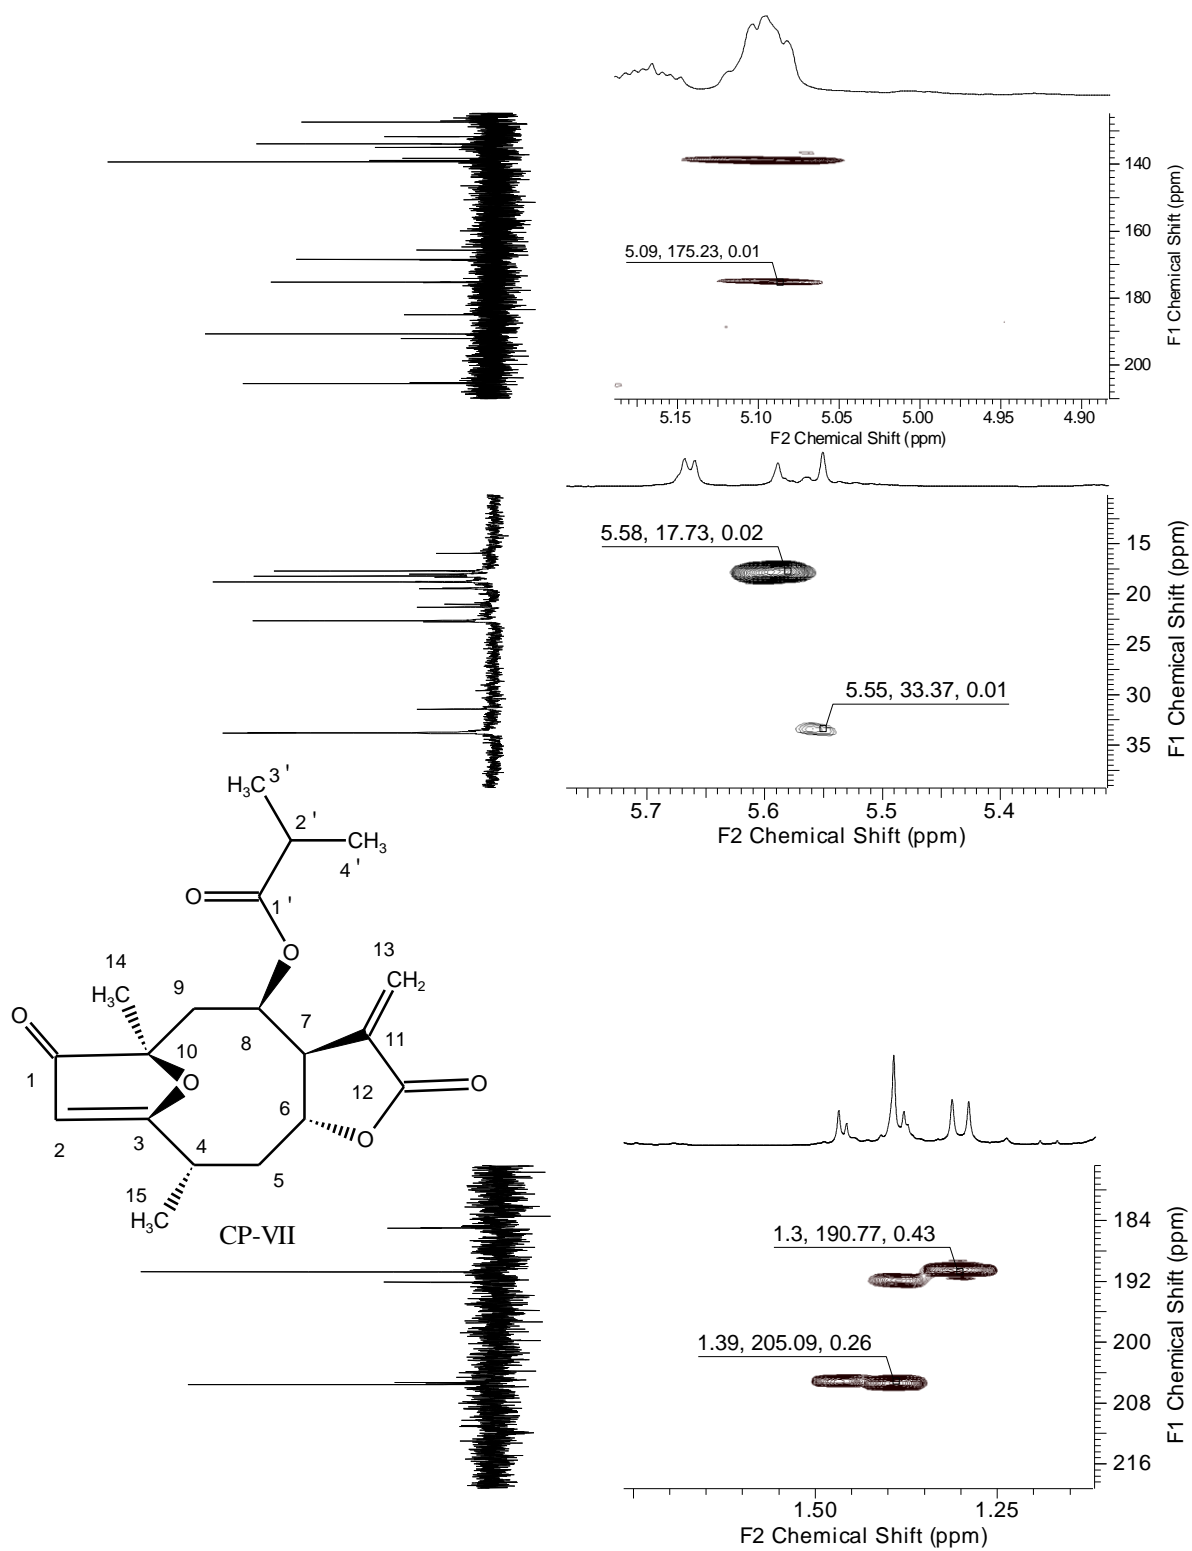 140
160
5.09, 175.23, 0.01
180
200
F1 Chemical Shift (ppm)
5.15 5.10 5.05 5.00 4.95 4.90
F2 Chemical Shift (ppm)
5.58, 17.73, 0.02
15
20
25
5.55, 33.37, 0.01
30
35
F1 Chemical Shift (ppm)
5.7 5.6 5.5 5.4
F2 Chemical Shift (ppm)
H3C 3'
2'
CH3
4'
O
1'
O
13
14
CH2
H3C
9
O
7
8
11
10
O
1
12
O
6
O
2
3
4
5
15
H3C
CP-VII
184
1.3, 190.77, 0.43
192
200
1.39, 205.09, 0.26
208
216
F1 Chemical Shift (ppm)
1.50 1.25
F2 Chemical Shift (ppm)